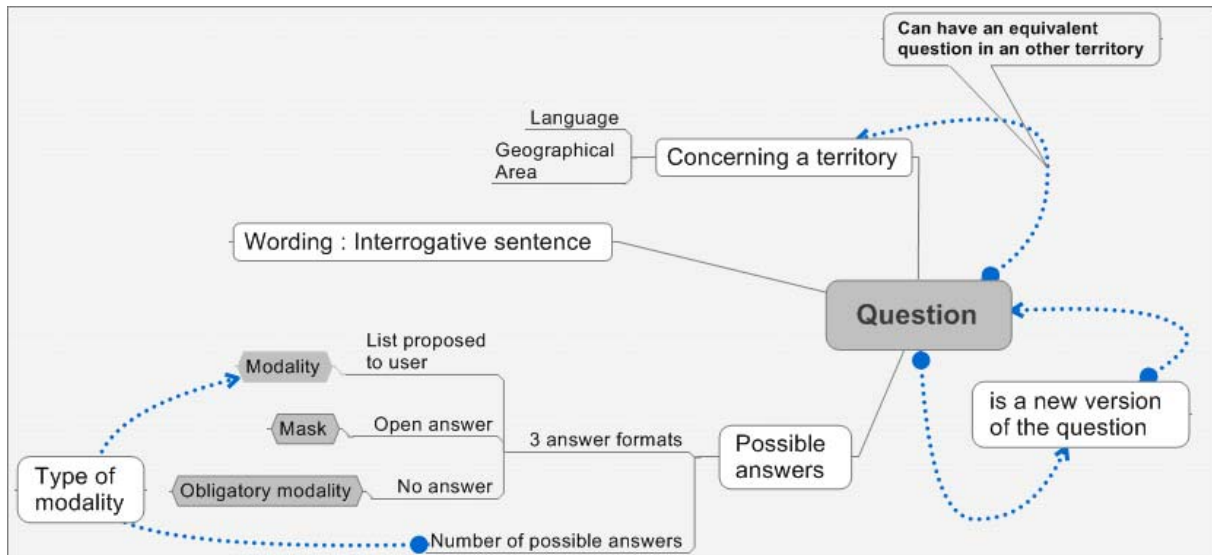 Can have an equivalent
question in an other territory
Language
Geographical
Area
Concerning a territory
Wording : Interrogative sentence
Question
List proposed
to user
Modality
is a new version
of the question
Open answer
Mask
3 answer formats
Possible
answers
Type of
modality
No answer
Obligatory modality
Number of possible answers